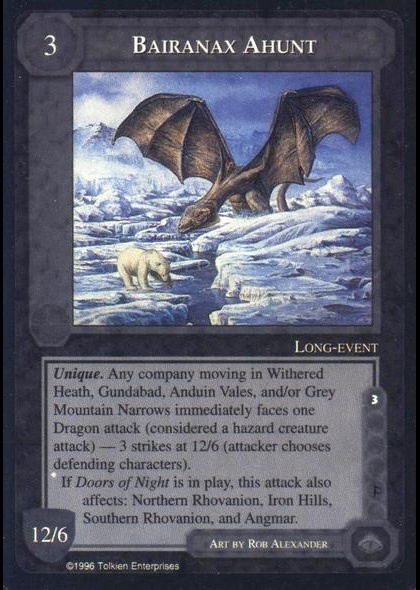 3
BAIRANAX AHUNT
LONG-EVENT
Unique. Any company moving in Withered
Heath, Gundabad, Anduin Vales, and/or Grey
Mountain Narrows immediately faces one
Dragon attack (considered a hazard creature
attack) — 3 strikes at 12/6 (attacker chooses
defending characters).
If Doors of Night is in play, this attack also
affects: Northern Rhovanion, Iron Hills,
Southern Rhovanion, and Angmar.
3
12/6
ART BY ROB ALEXANDER
©1996 Tolkien Enterprises